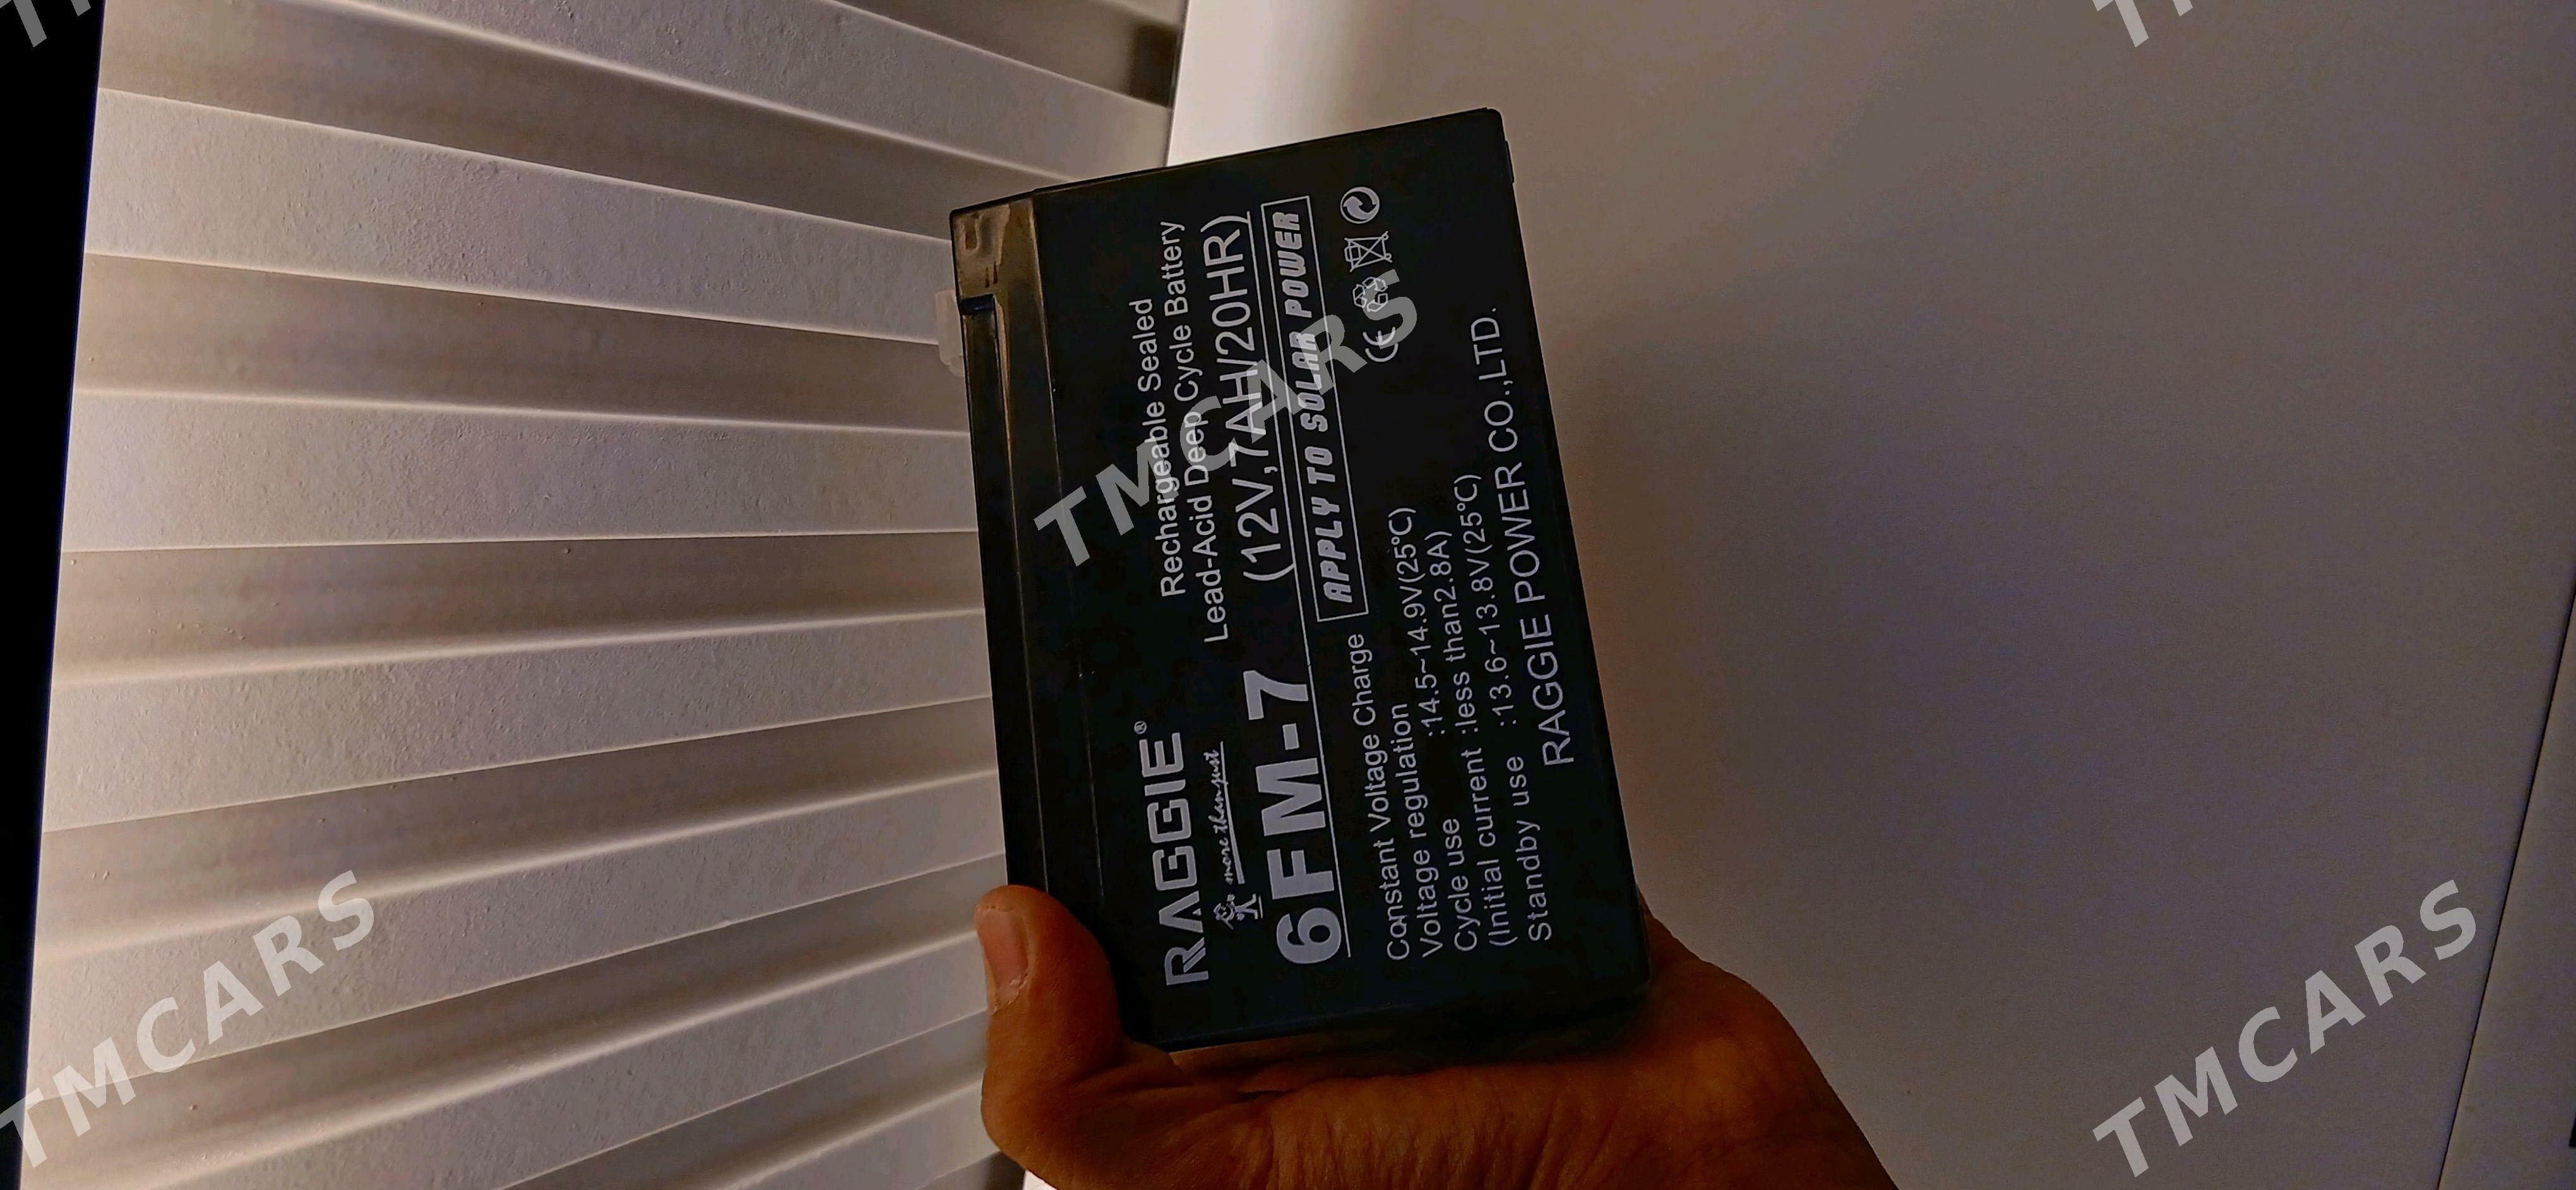 RAGGIE®
more than just
Rechargeable Sealed
Lead-Acid Deep Cycle Battery
6FM-7 (12V,7AH/20HR)
APPLY TO SOLAR POWER
Constant Voltage Charge
Voltage regulation
Cycle use :14.5~14.9V(25℃)
(Initial current :less than2.8A)
Standby use :13.6~13.8V(25℃)
CE
RAGGIE POWER CO.,LTD.
TMCARS
TMCARS
TMCARS